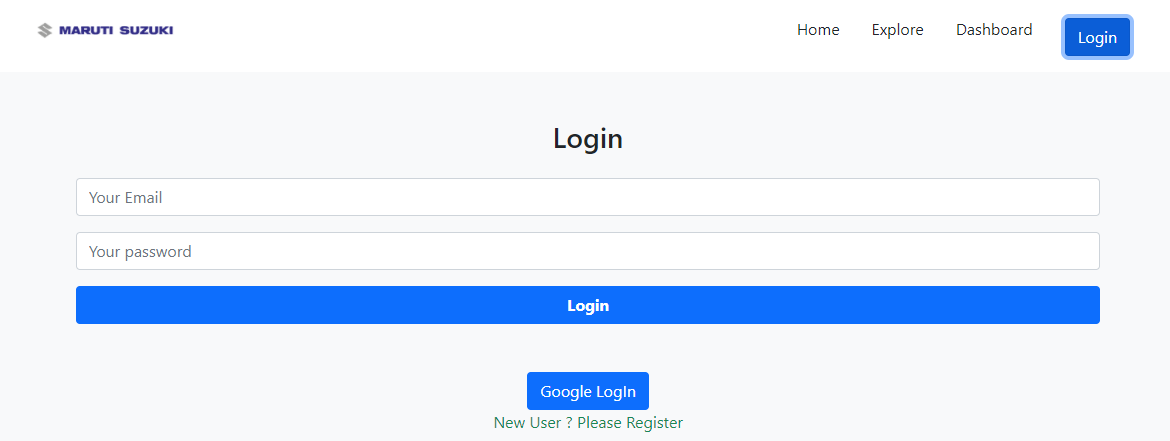 MARUTI SUZUKI
Home Explore Dashboard Login
Login
Your Email
Your password
Login
Google LogIn
New User ? Please Register